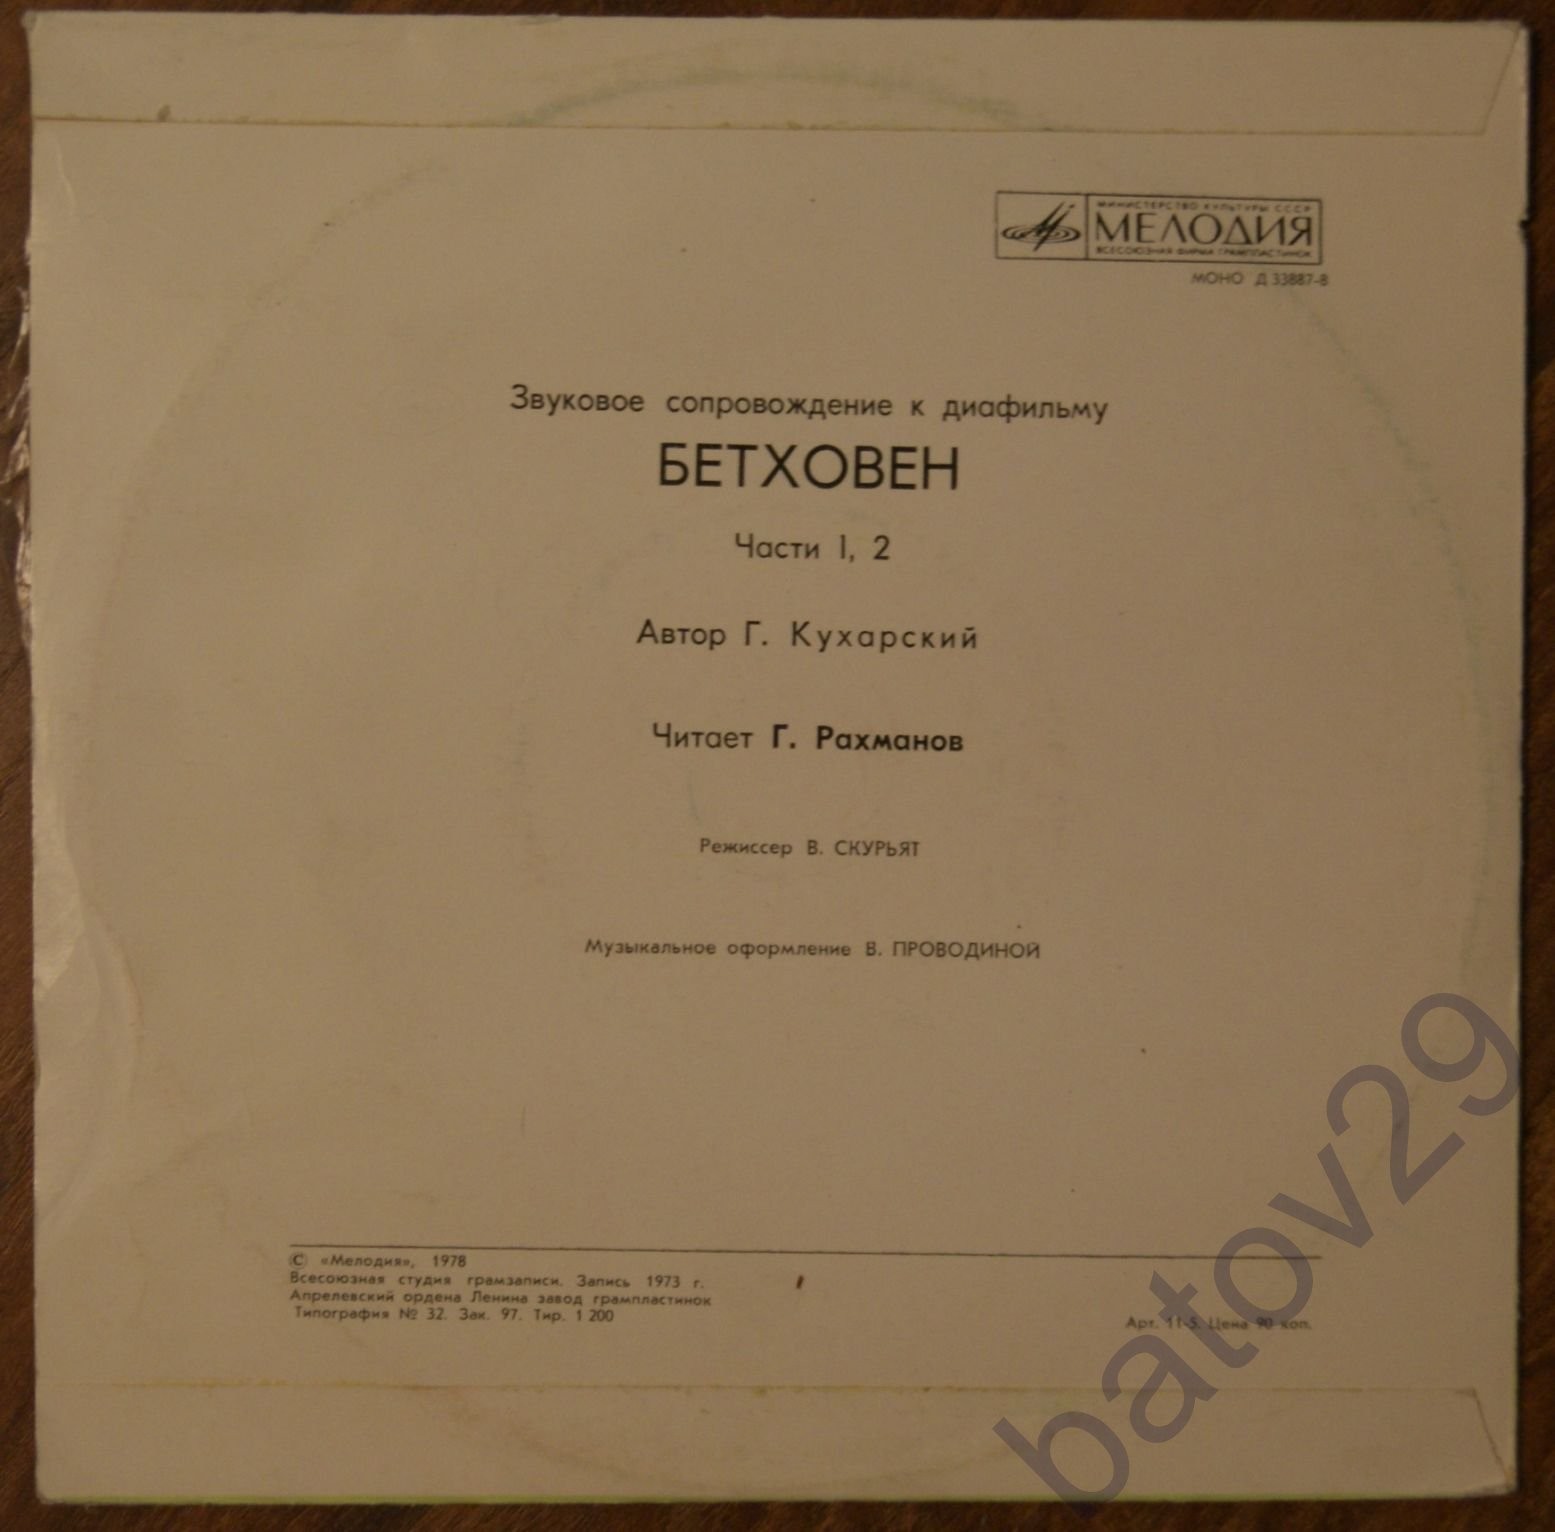 МИНИСТЕРСТВО КУЛЬТУРЫ СССР
МЕЛОДИЯ
ВСЕСОЮЗНАЯ ФИРМА ГРАМПЛАСТИНОК
МОНО Д 33887-8
Звуковое сопровождение к диафильму
БЕТХОВЕН
Части 1, 2
Автор Г. Кухарский
Читает Г. Рахманов
Режиссер В. СКУРЬЯТ
Музыкальное оформление В. ПРОВОДИНОЙ
© «Мелодия», 1978
Всесоюзная студия грамзаписи. Запись 1973 г.
Апрелевский ордена Ленина завод грампластинок
Типография № 32. Зак. 97. Тир. 1 200
Арт. 11-5. Цена 90 коп.
batov29